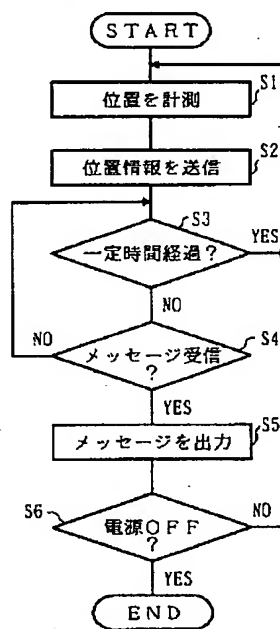 START
S1
位置を計測
S2
位置情報を送信
S3
一定時間経過?
YES
NO
NO
S4
メッセージ受信
?
YES
S5
メッセージを出力
S6
電源OFF
?
NO
YES
END